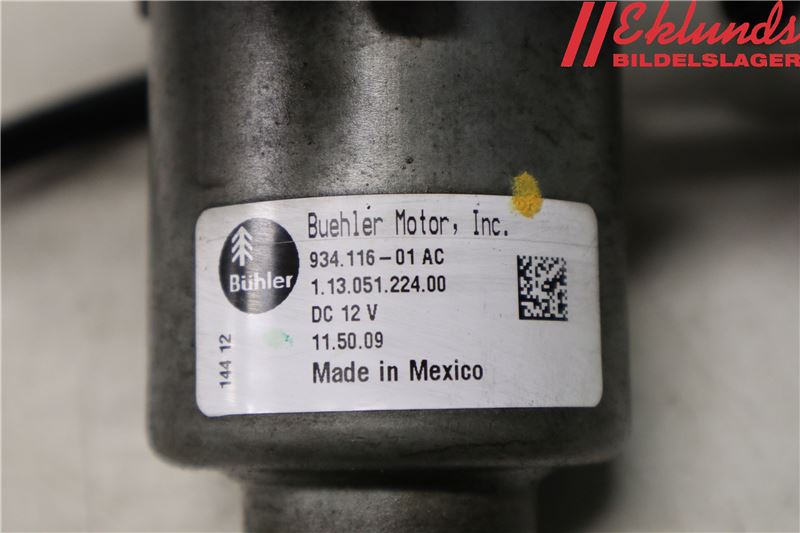 Eklunds
BILDELSLAGER
Buehler Motor, Inc.
Bühler
934.116-01 AC
1.13.051.224.00
DC 12 V
11.50.09
144 12
Made in Mexico